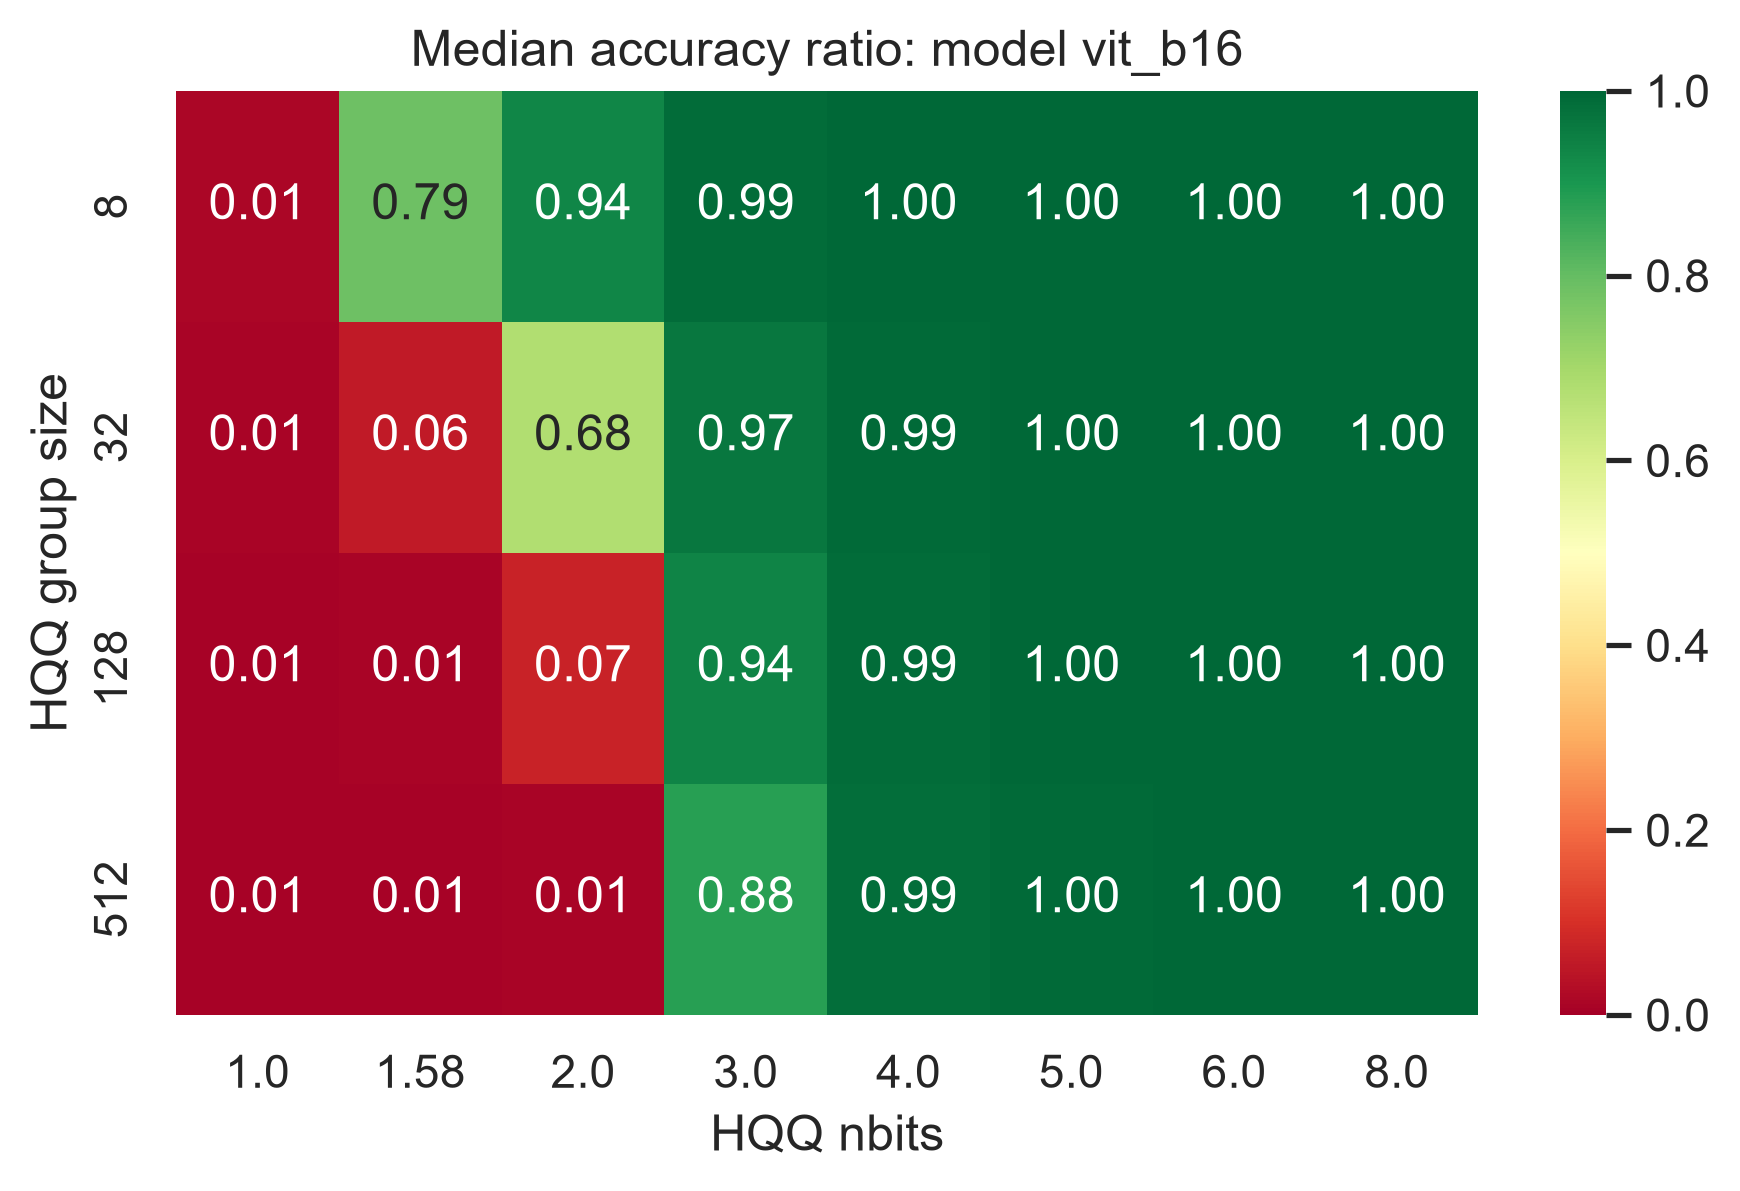 Median accuracy ratio: model vit_b16
HQQ group size
8 0.01 0.79 0.94 0.99 1.00 1.00 1.00 1.00
32 0.01 0.06 0.68 0.97 0.99 1.00 1.00 1.00
128 0.01 0.01 0.07 0.94 0.99 1.00 1.00 1.00
512 0.01 0.01 0.01 0.88 0.99 1.00 1.00 1.00
1.0 1.58 2.0 3.0 4.0 5.0 6.0 8.0
HQQ nbits
1.0
0.8
0.6
0.4
0.2
0.0